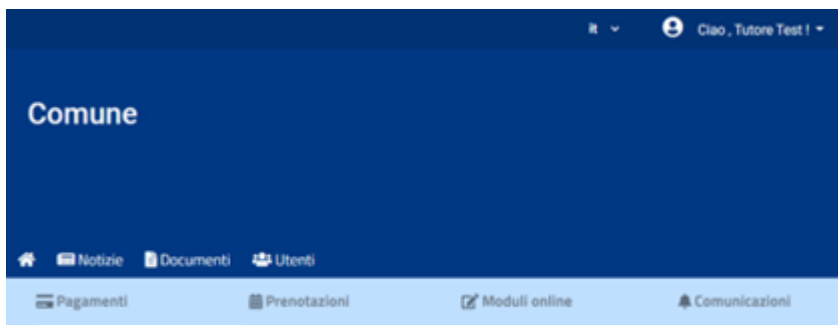 it Ciao , Tutore Test !
Comune
Notizie Documenti Utenti
Pagamenti Prenotazioni Moduli online Comunicazioni